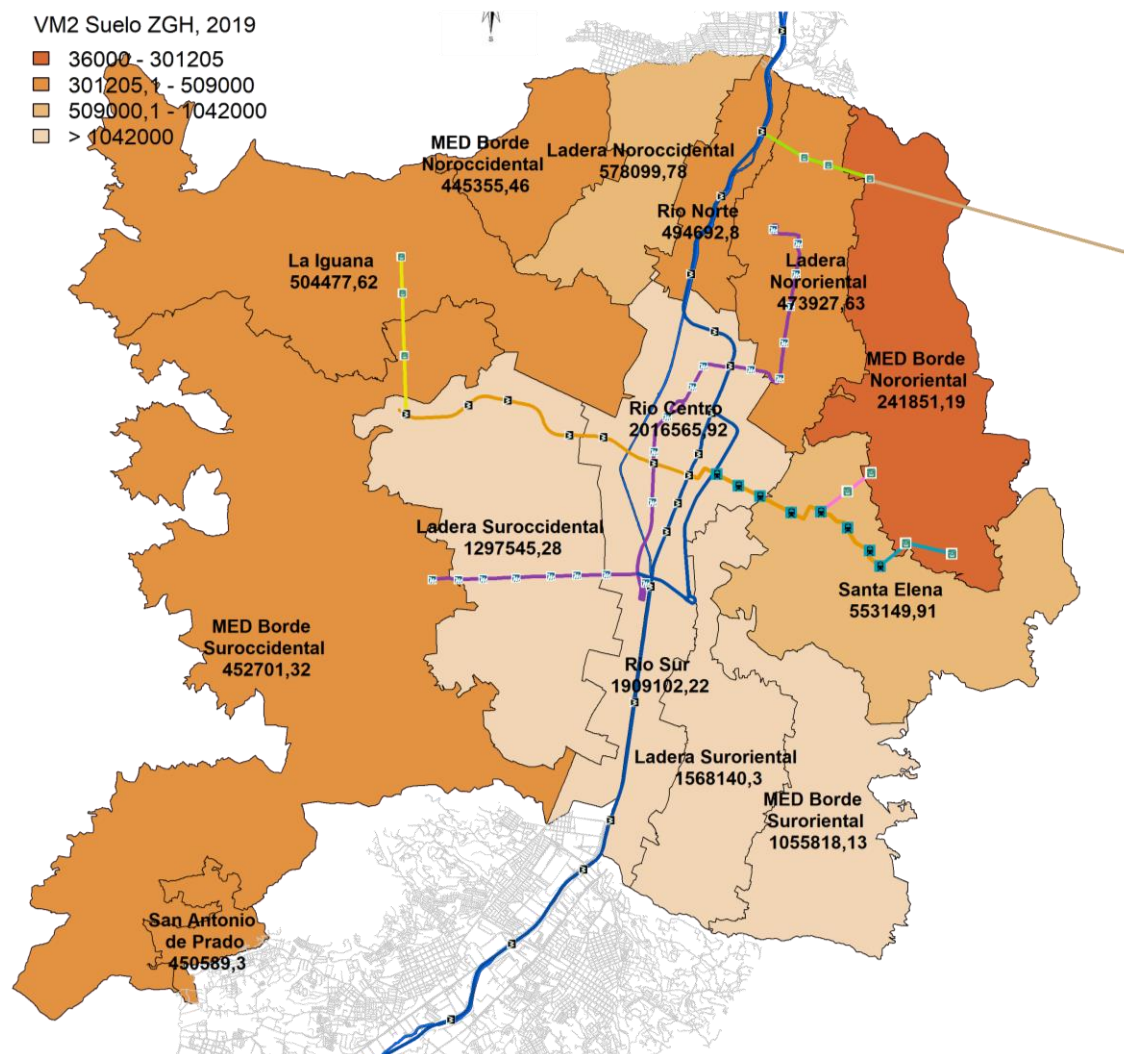 VM2 Suelo ZGH, 2019
36000 - 301205
301205,1 - 509000
509000,1 - 1042000
> 1042000
MED Borde
Noroccidental
445355,46
Ladera Noroccidental
578099,78
Rio Norte
494692,8
La Iguana
504477,62
Ladera
Nororiental
473927,63
MED Borde
Nororiental
241851,19
Rio Centro
2016565,92
Ladera Suroccidental
1297545,28
Santa Elena
553149,91
MED Borde
Suroccidental
452701,32
Rio Sur
1909102,22
Ladera Suroriental
1568140,3
MED Borde
Suroriental
1055818,13
San Antonio
de Prado
450589,3